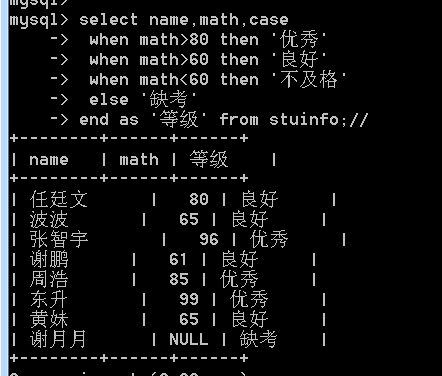 mysql>
mysql> select name,math,case
-> when math>80 then '优秀'
-> when math>60 then '良好'
-> when math<60 then '不及格'
-> else '缺考'
-> end as '等级' from stuinfo;//
+--------+------+------+
| name | math | 等级 |
+--------+------+------+
| 任廷文 | 80 | 良好 |
| 波波 | 65 | 良好 |
| 张智宇 | 96 | 优秀 |
| 谢鹏 | 61 | 良好 |
| 周浩 | 85 | 优秀 |
| 东升 | 99 | 优秀 |
| 黄妹 | 65 | 良好 |
| 谢月月 | NULL | 缺考 |
+--------+------+------+